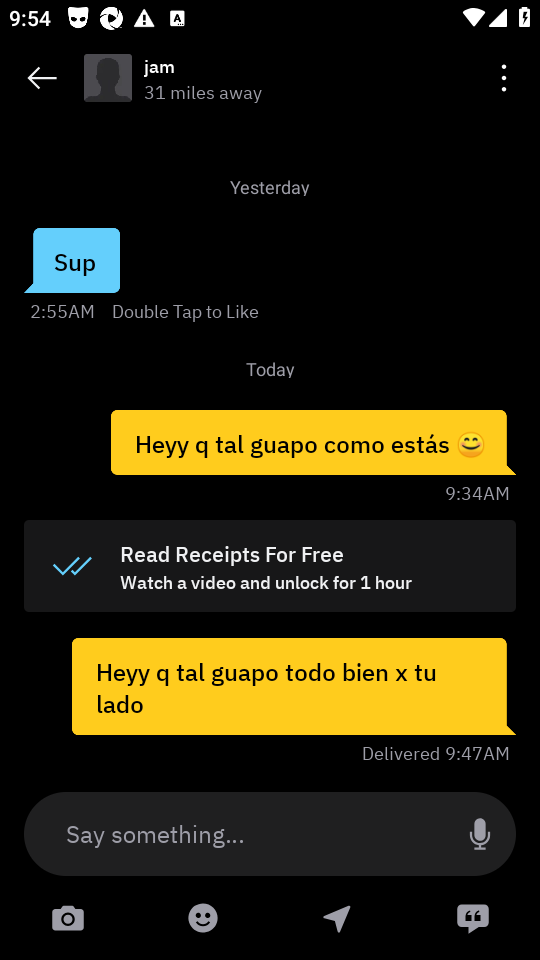 9:54
jam
31 miles away
Yesterday
Sup
2:55AM Double Tap to Like
Today
Heyy q tal guapo como estás 😊
9:34AM
Read Receipts For Free
Watch a video and unlock for 1 hour
Heyy q tal guapo todo bien x tu
lado
Delivered 9:47AM
Say something...